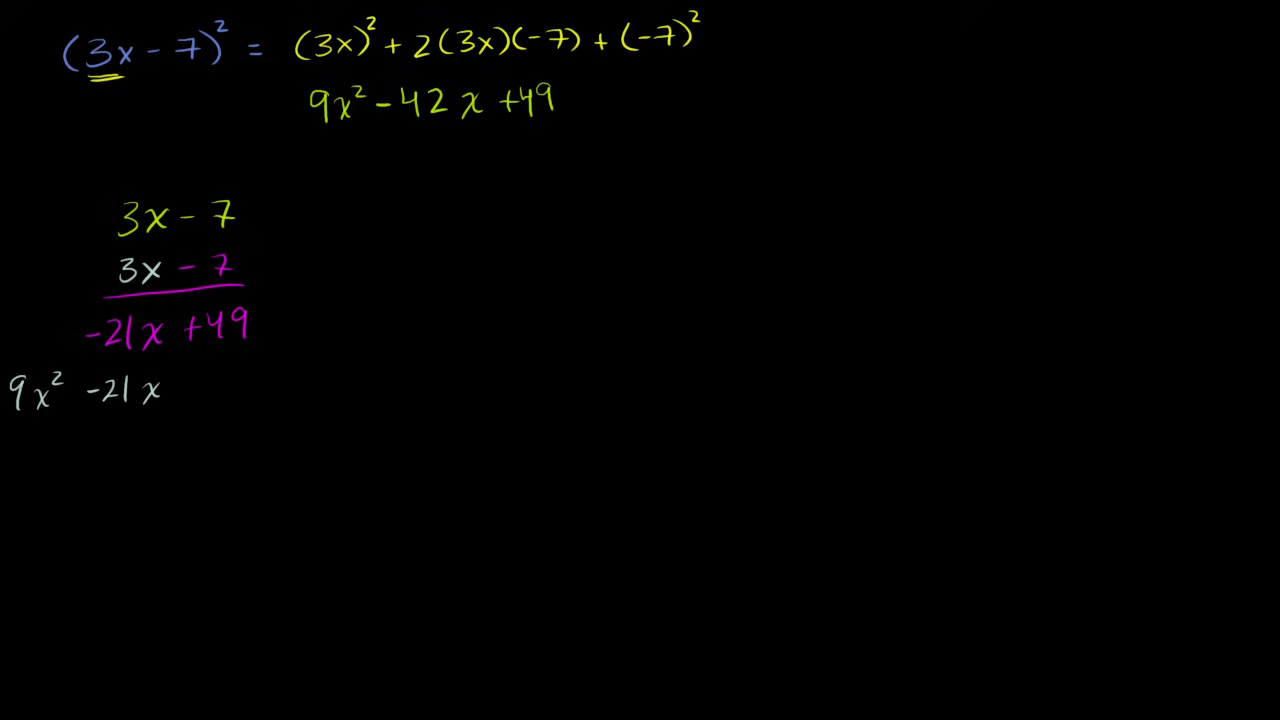 (3x - 7)² = (3x)² + 2(3x)(-7) + (-7)²
9x² - 42x + 49
3x - 7
3x - 7
-21x + 49
9x² - 21x